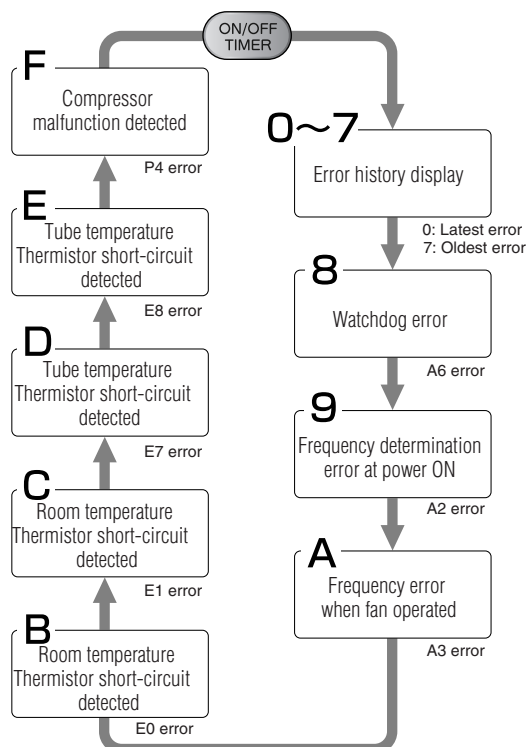 ON/OFF
TIMER
0～7
Error history display
0: Latest error
7: Oldest error
8
Watchdog error
A6 error
9
Frequency determination
error at power ON
A2 error
A
Frequency error
when fan operated
A3 error
B
Room temperature
Thermistor short-circuit
detected
E0 error
C
Room temperature
Thermistor short-circuit
detected
E1 error
D
Tube temperature
Thermistor short-circuit
detected
E7 error
E
Tube temperature
Thermistor short-circuit
detected
E8 error
F
Compressor
malfunction detected
P4 error